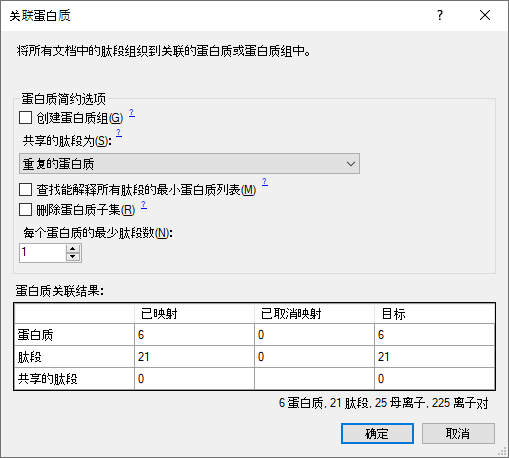 关联蛋白质
将所有文档中的肽段组织到关联的蛋白质或蛋白质组中。
蛋白质简约选项
创建蛋白质组(G) ?
共享的肽段为(S): ?
重复的蛋白质
查找能解释所有肽段的最小蛋白质列表(M) ?
删除蛋白质子集(R) ?
每个蛋白质的最少肽段数(N):
1
蛋白质关联结果:
已映射 已取消映射 目标
蛋白质 6 0 6
肽段 21 0 21
共享的肽段 0 0
6 蛋白质, 21 肽段, 25 母离子, 225 离子对
确定 取消